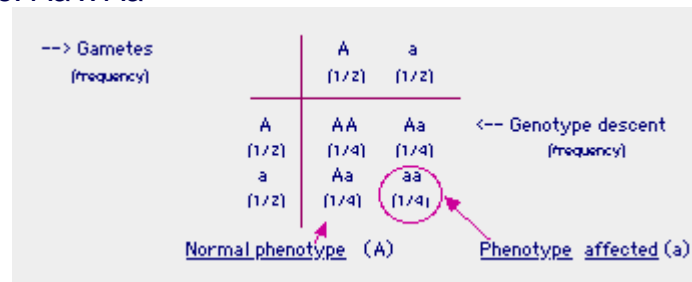 --> Gametes A a
(frequency) (1/2) (1/2)
A AA Aa <-- Genotype descent
(1/2) (1/4) (1/4) (frequency)
a Aa aa
(1/2) (1/4) (1/4)
Normal phenotype (A) Phenotype affected (a)